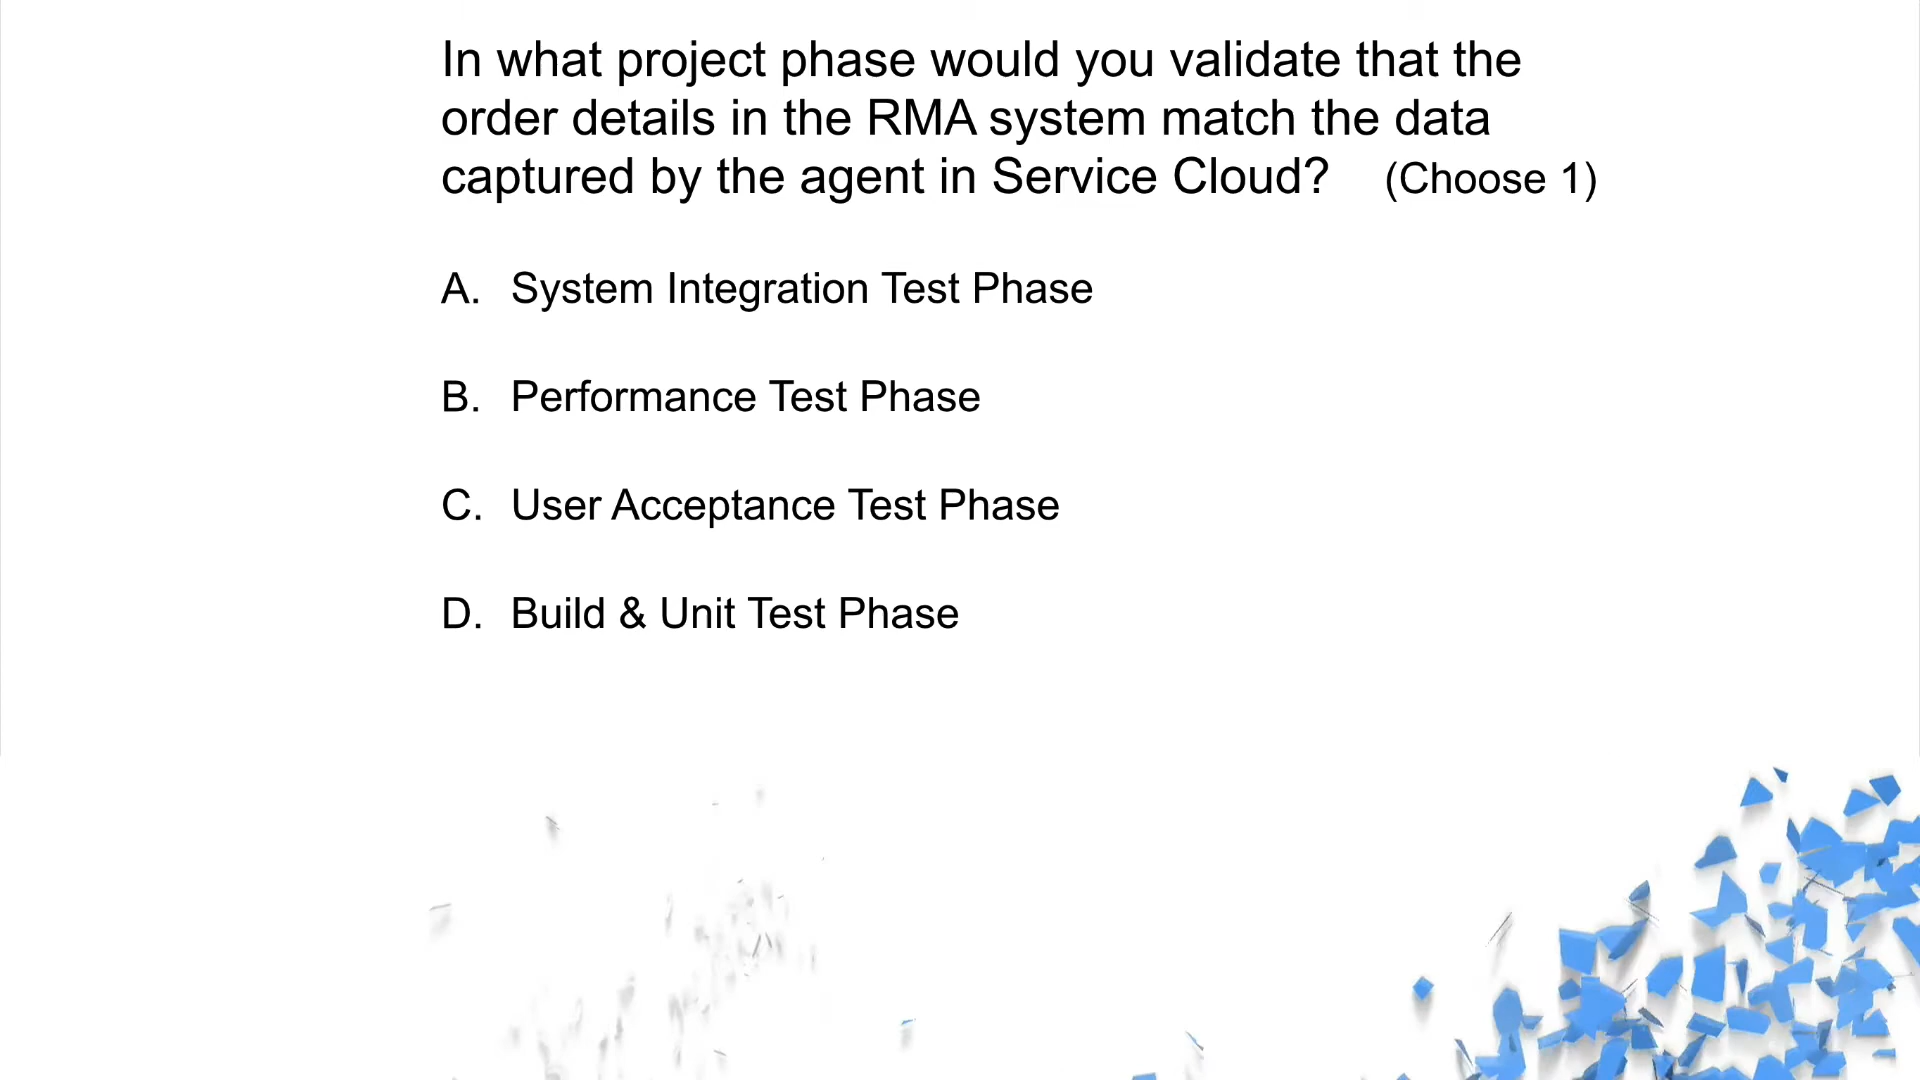 In what project phase would you validate that the
order details in the RMA system match the data
captured by the agent in Service Cloud? (Choose 1)
A. System Integration Test Phase
B. Performance Test Phase
C. User Acceptance Test Phase
D. Build & Unit Test Phase